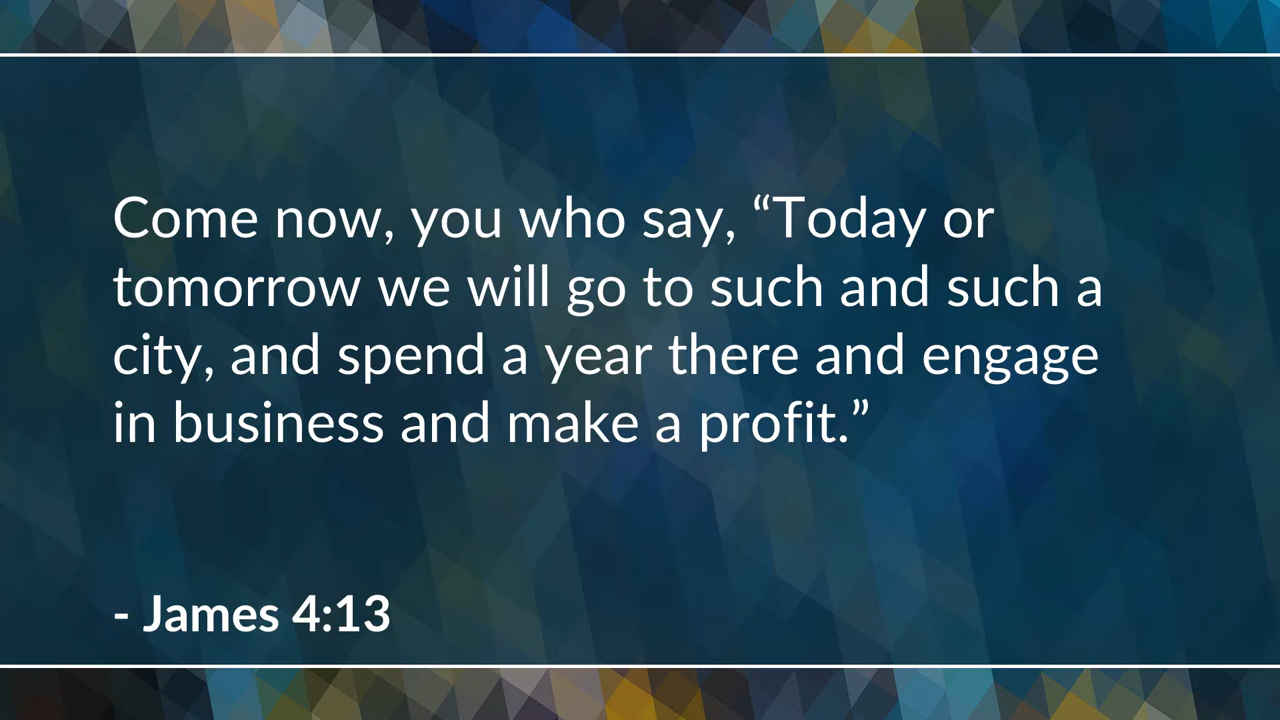 Come now, you who say, “Today or
tomorrow we will go to such and such a
city, and spend a year there and engage
in business and make a profit.”
- James 4:13